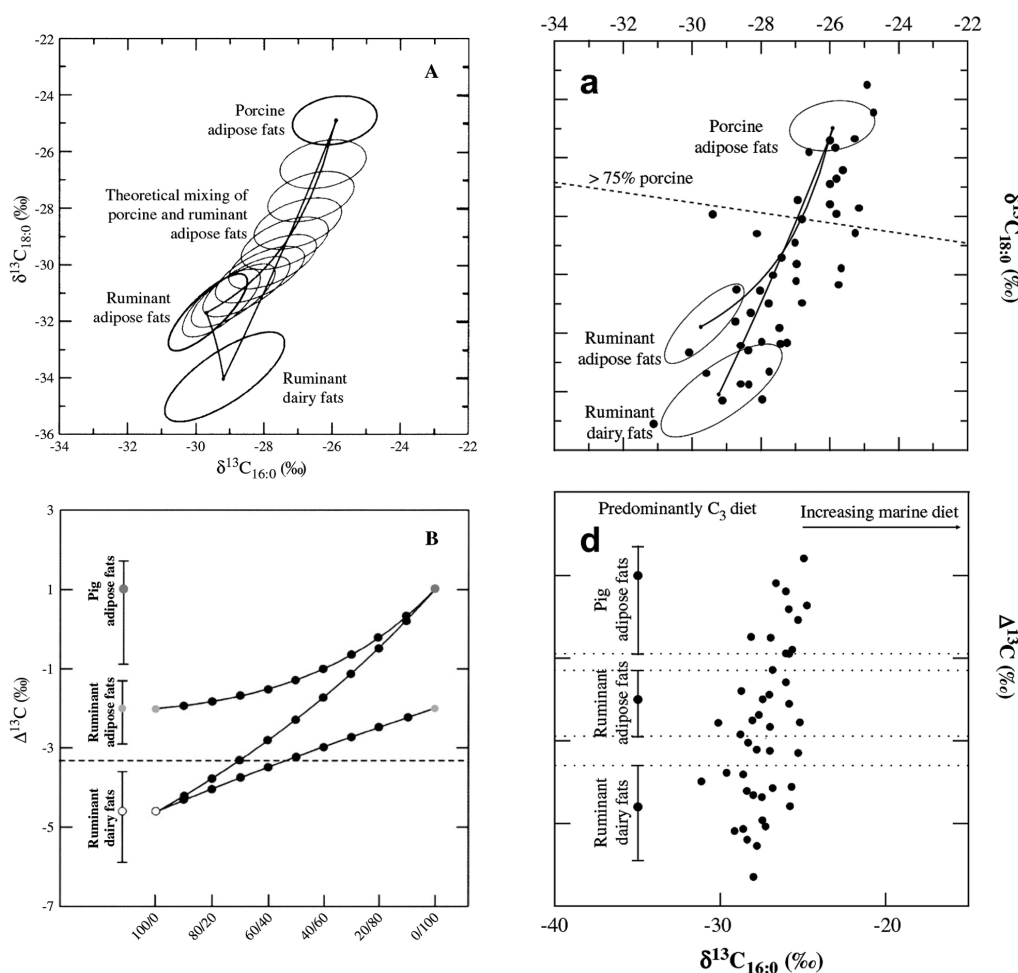 A
-22
-24
-26
-28
-30
-32
-34
-36
δ13C18:0 (‰)
Porcine
adipose fats
Theoretical mixing of
porcine and ruminant
adipose fats
Ruminant
adipose fats
Ruminant
dairy fats
-34
-32
-30
-28
-26
-24
-22
δ13C16:0 (‰)
-34
-32
-30
-28
-26
-24
-22
a
Porcine
adipose fats
> 75% porcine
Ruminant
adipose fats
Ruminant
dairy fats
δ13C18:0 (‰)
B
3
1
-1
-3
-5
-7
Δ13C (‰)
Pig
adipose fats
Ruminant
adipose fats
Ruminant
dairy fats
100/0
80/20
60/40
40/60
20/80
0/100
Predominantly C3 diet
Increasing marine diet
d
Pig
adipose fats
Ruminant
adipose fats
Ruminant
dairy fats
Δ13C (‰)
-40
-30
-20
δ13C16:0 (‰)